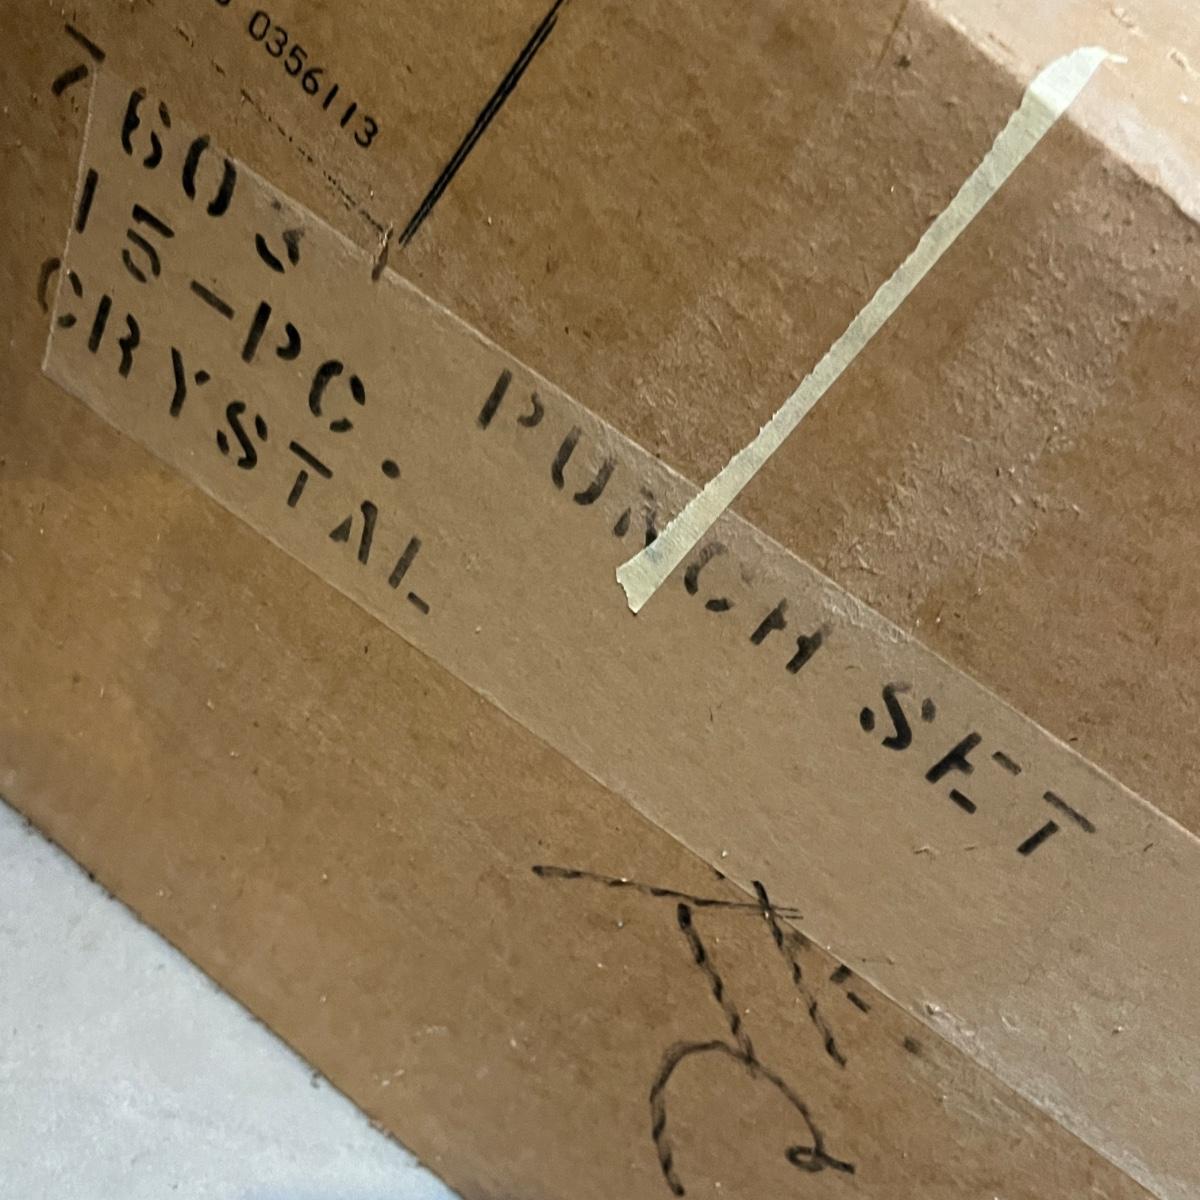 0356113
7603
15-PC. PUNCH SET
CRYSTAL